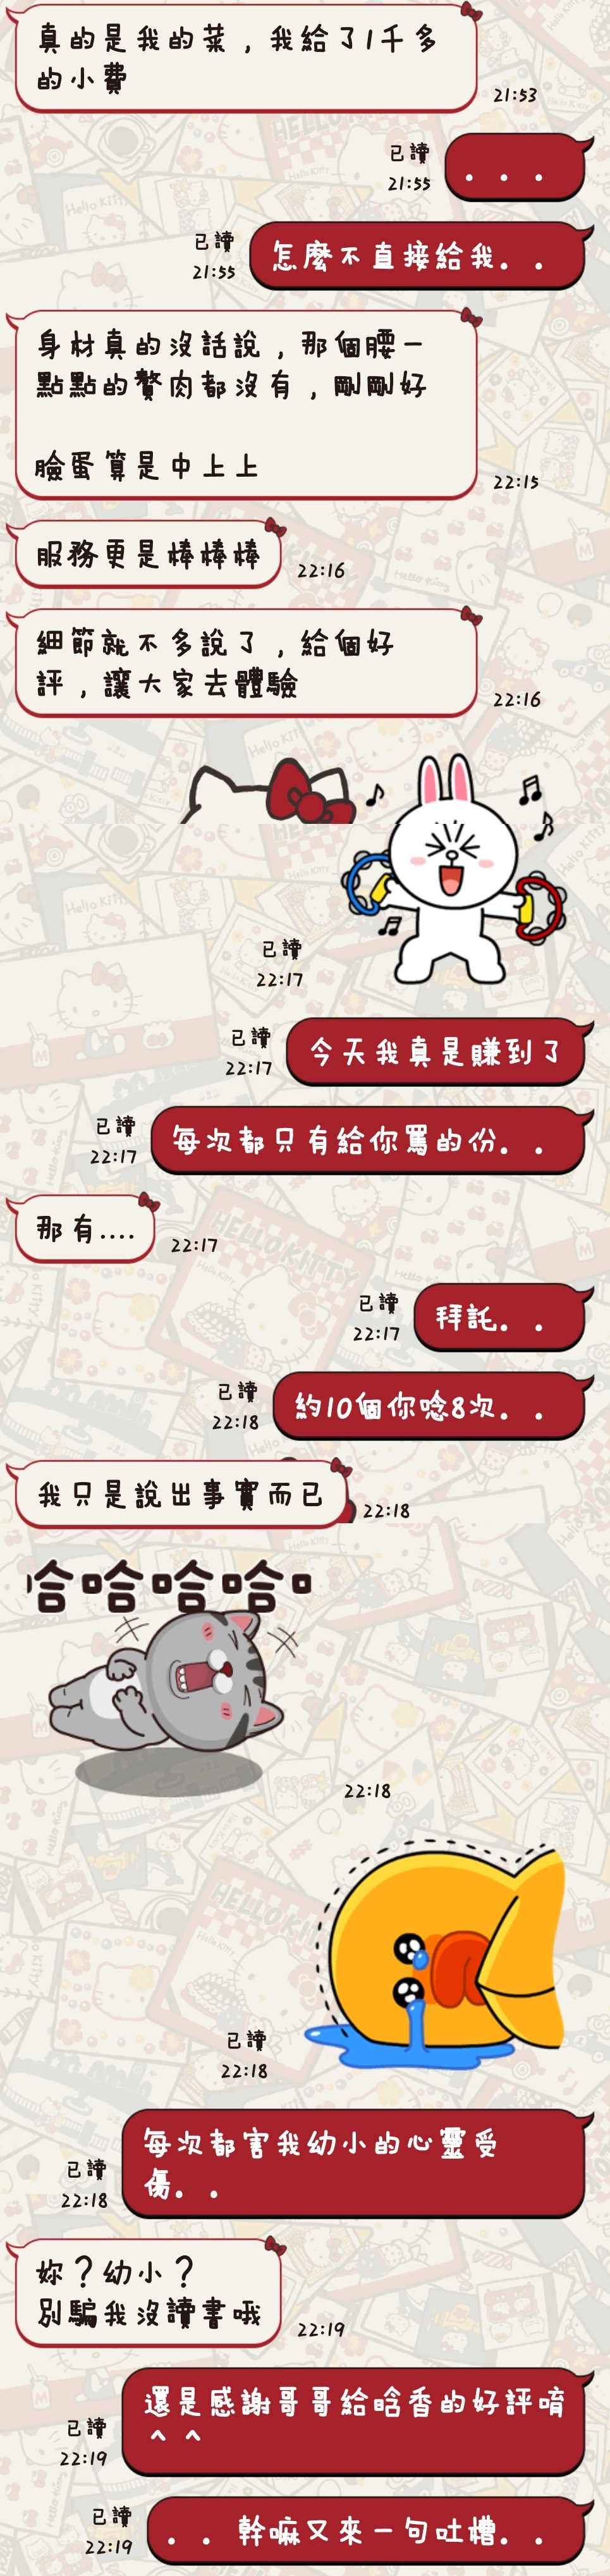 真的是我的菜，我給了1千多
的小費
21:53
已讀
21:55
. . .
已讀
21:55
怎麼不直接給我. .
身材真的沒話說，那個腰一
點點的贅肉都沒有，剛剛好
臉蛋算是中上上
22:15
服務更是棒棒棒
22:16
細節就不多說了，給個好
評，讓大家去體驗
22:16
已讀
22:17
已讀
22:17
今天我真是賺到了
已讀
22:17
每次都只有給你罵的份. .
那有....
22:17
已讀
22:17
拜託. .
已讀
22:18
約10個你唸8次. .
我只是說出事實而已
22:18
哈哈哈哈
22:18
已讀
22:18
已讀
22:18
每次都害我幼小的心靈受
傷. .
妳？幼小？
別騙我沒讀書哦
22:19
已讀
22:19
還是感謝哥哥給晗香的好評唷
^ ^
已讀
22:19
. . 幹嘛又來一句吐槽. .